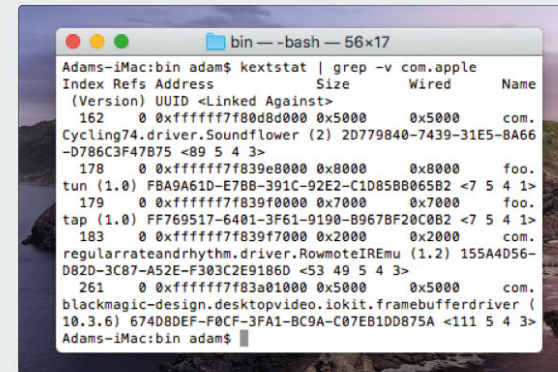 bin — -bash — 56×17
Adams-iMac:bin adam$ kextstat | grep -v com.apple
Index Refs Address            Size       Wired      Name
 (Version) UUID <Linked Against>
  162    0 0xffffff7f80d8d000 0x5000     0x5000     com.
Cycling74.driver.Soundflower (2) 2D779840-7439-31E5-8A66
-D786C3F47B75 <89 5 4 3>
  178    0 0xffffff7f839e8000 0x8000     0x8000     foo.
tun (1.0) FBA9A61D-E7BB-391C-92E2-C1D85BB065B2 <7 5 4 1>
  179    0 0xffffff7f839f0000 0x7000     0x7000     foo.
tap (1.0) FF769517-6401-3F61-9190-B967BF20C0B2 <7 5 4 1>
  183    0 0xffffff7f839f7000 0x2000     0x2000     com.
regularrateandrhythm.driver.RowmoteIREmu (1.2) 155A4D56-
D82D-3C87-A52E-F303C2E9186D <53 49 5 4 3>
  261    0 0xffffff7f83a01000 0x5000     0x5000     com.
blackmagic-design.desktopvideo.iokit.framebufferdriver (
10.3.6) 674D8DEF-F0CF-3FA1-BC9A-C07EB1DD875A <111 5 4 3>
Adams-iMac:bin adam$